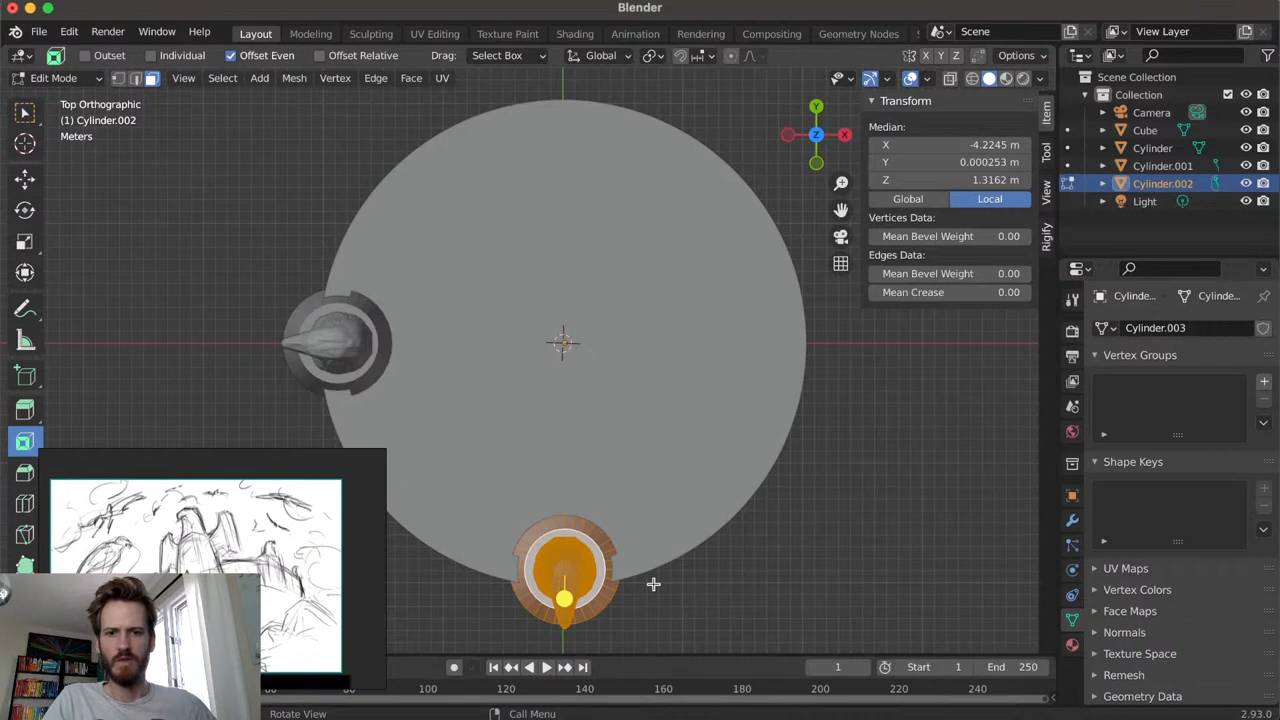 Blender
File Edit Render Window Help Layout Modeling Sculpting UV Editing Texture Paint Shading Animation Rendering Compositing Geometry Nodes Scene View Layer
Outset Individual Offset Even Offset Relative Drag: Select Box Global X Y Z Options
Edit Mode View Select Add Mesh Vertex Edge Face UV
Top Orthographic
(1) Cylinder.002
Meters
Y
Z
X
Transform
Median:
X -4.2245 m
Y 0.000253 m
Z 1.3162 m
Global Local
Vertices Data:
Mean Bevel Weight 0.00
Edges Data:
Mean Bevel Weight 0.00
Mean Crease 0.00
Item
Tool
View
Rigify
Scene Collection
Collection
Camera
Cube
Cylinder
Cylinder.001
Cylinder.002
Light
Cylinde... Cylinde...
Cylinder.003
Vertex Groups
Shape Keys
UV Maps
Vertex Colors
Face Maps
Normals
Texture Space
Geometry Data
1 Start 1 End 250
100 120 140 160 180 200 220 240
Rotate View Call Menu 2.93.0